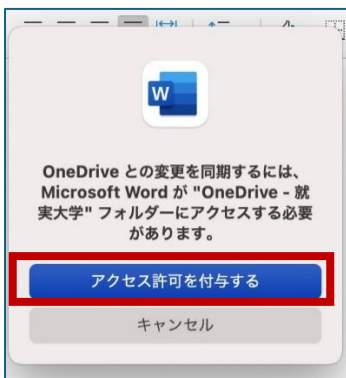 W
OneDrive との変更を同期するには、
Microsoft Word が "OneDrive - 就
実大学" フォルダーにアクセスする必要
があります。
アクセス許可を付与する
キャンセル